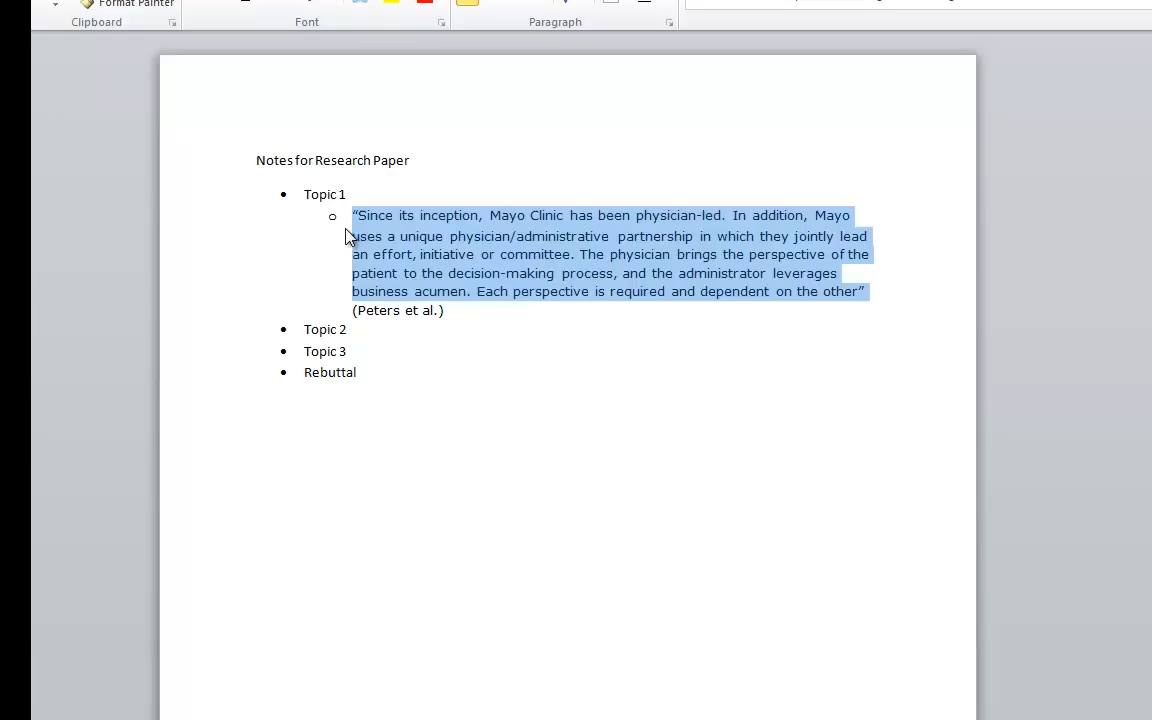 Format Painter
Clipboard
Font
Paragraph
Notes for Research Paper
• Topic 1
o “Since its inception, Mayo Clinic has been physician-led. In addition, Mayo
uses a unique physician/administrative partnership in which they jointly lead
an effort, initiative or committee. The physician brings the perspective of the
patient to the decision-making process, and the administrator leverages
business acumen. Each perspective is required and dependent on the other”
(Peters et al.)
• Topic 2
• Topic 3
• Rebuttal